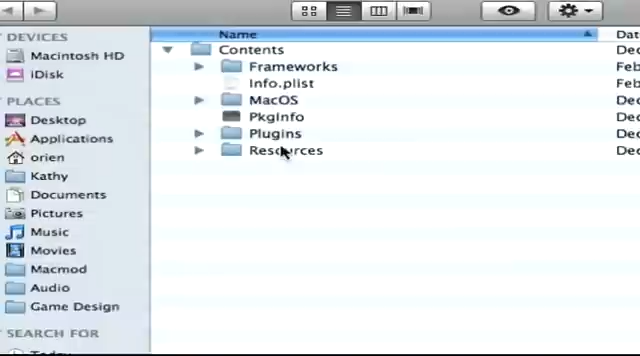 DEVICES
Macintosh HD
iDisk
PLACES
Desktop
Applications
orien
Kathy
Documents
Pictures
Music
Movies
Macmod
Audio
Game Design
SEARCH FOR
Name
Contents
Frameworks
Info.plist
MacOS
PkgInfo
Plugins
Resources
Dat
Dec
Feb
Feb
Dec
Dec
Dec
Dec